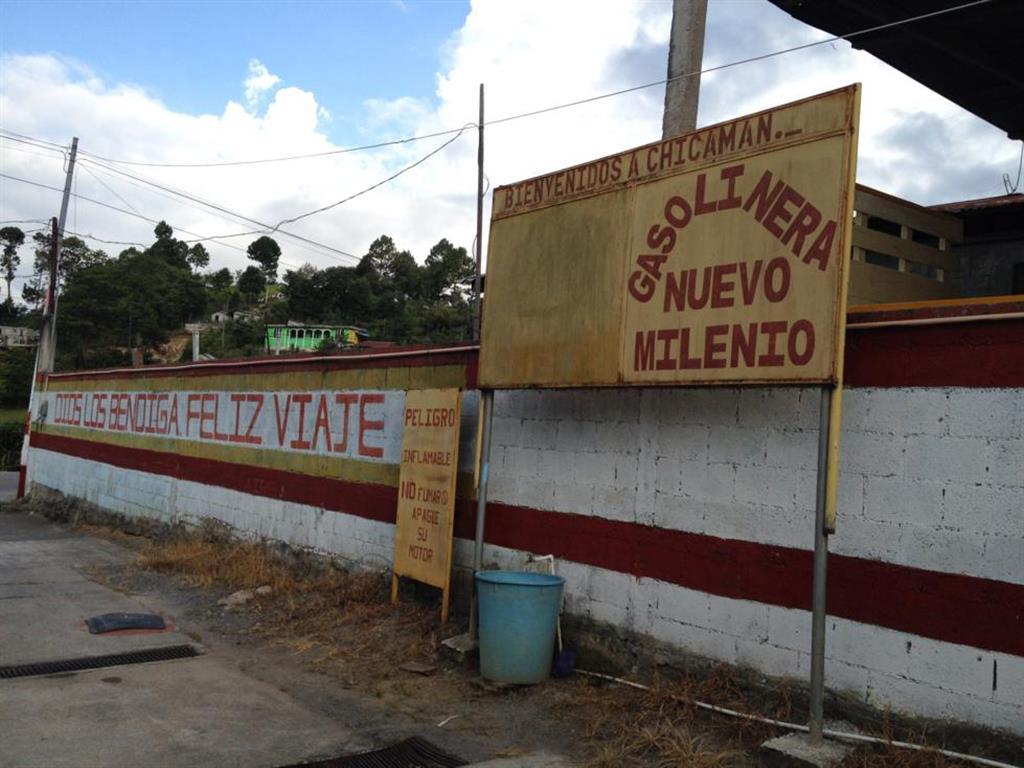 BIENVENIDOS A CHICAMAN._
GASOLINERA
NUEVO
MILENIO
DIOS LOS BENDIGA FELIZ VIAJE
PELIGRO
INFLAMABLE
NO FUMAR
APAGUE
SU
MOTOR